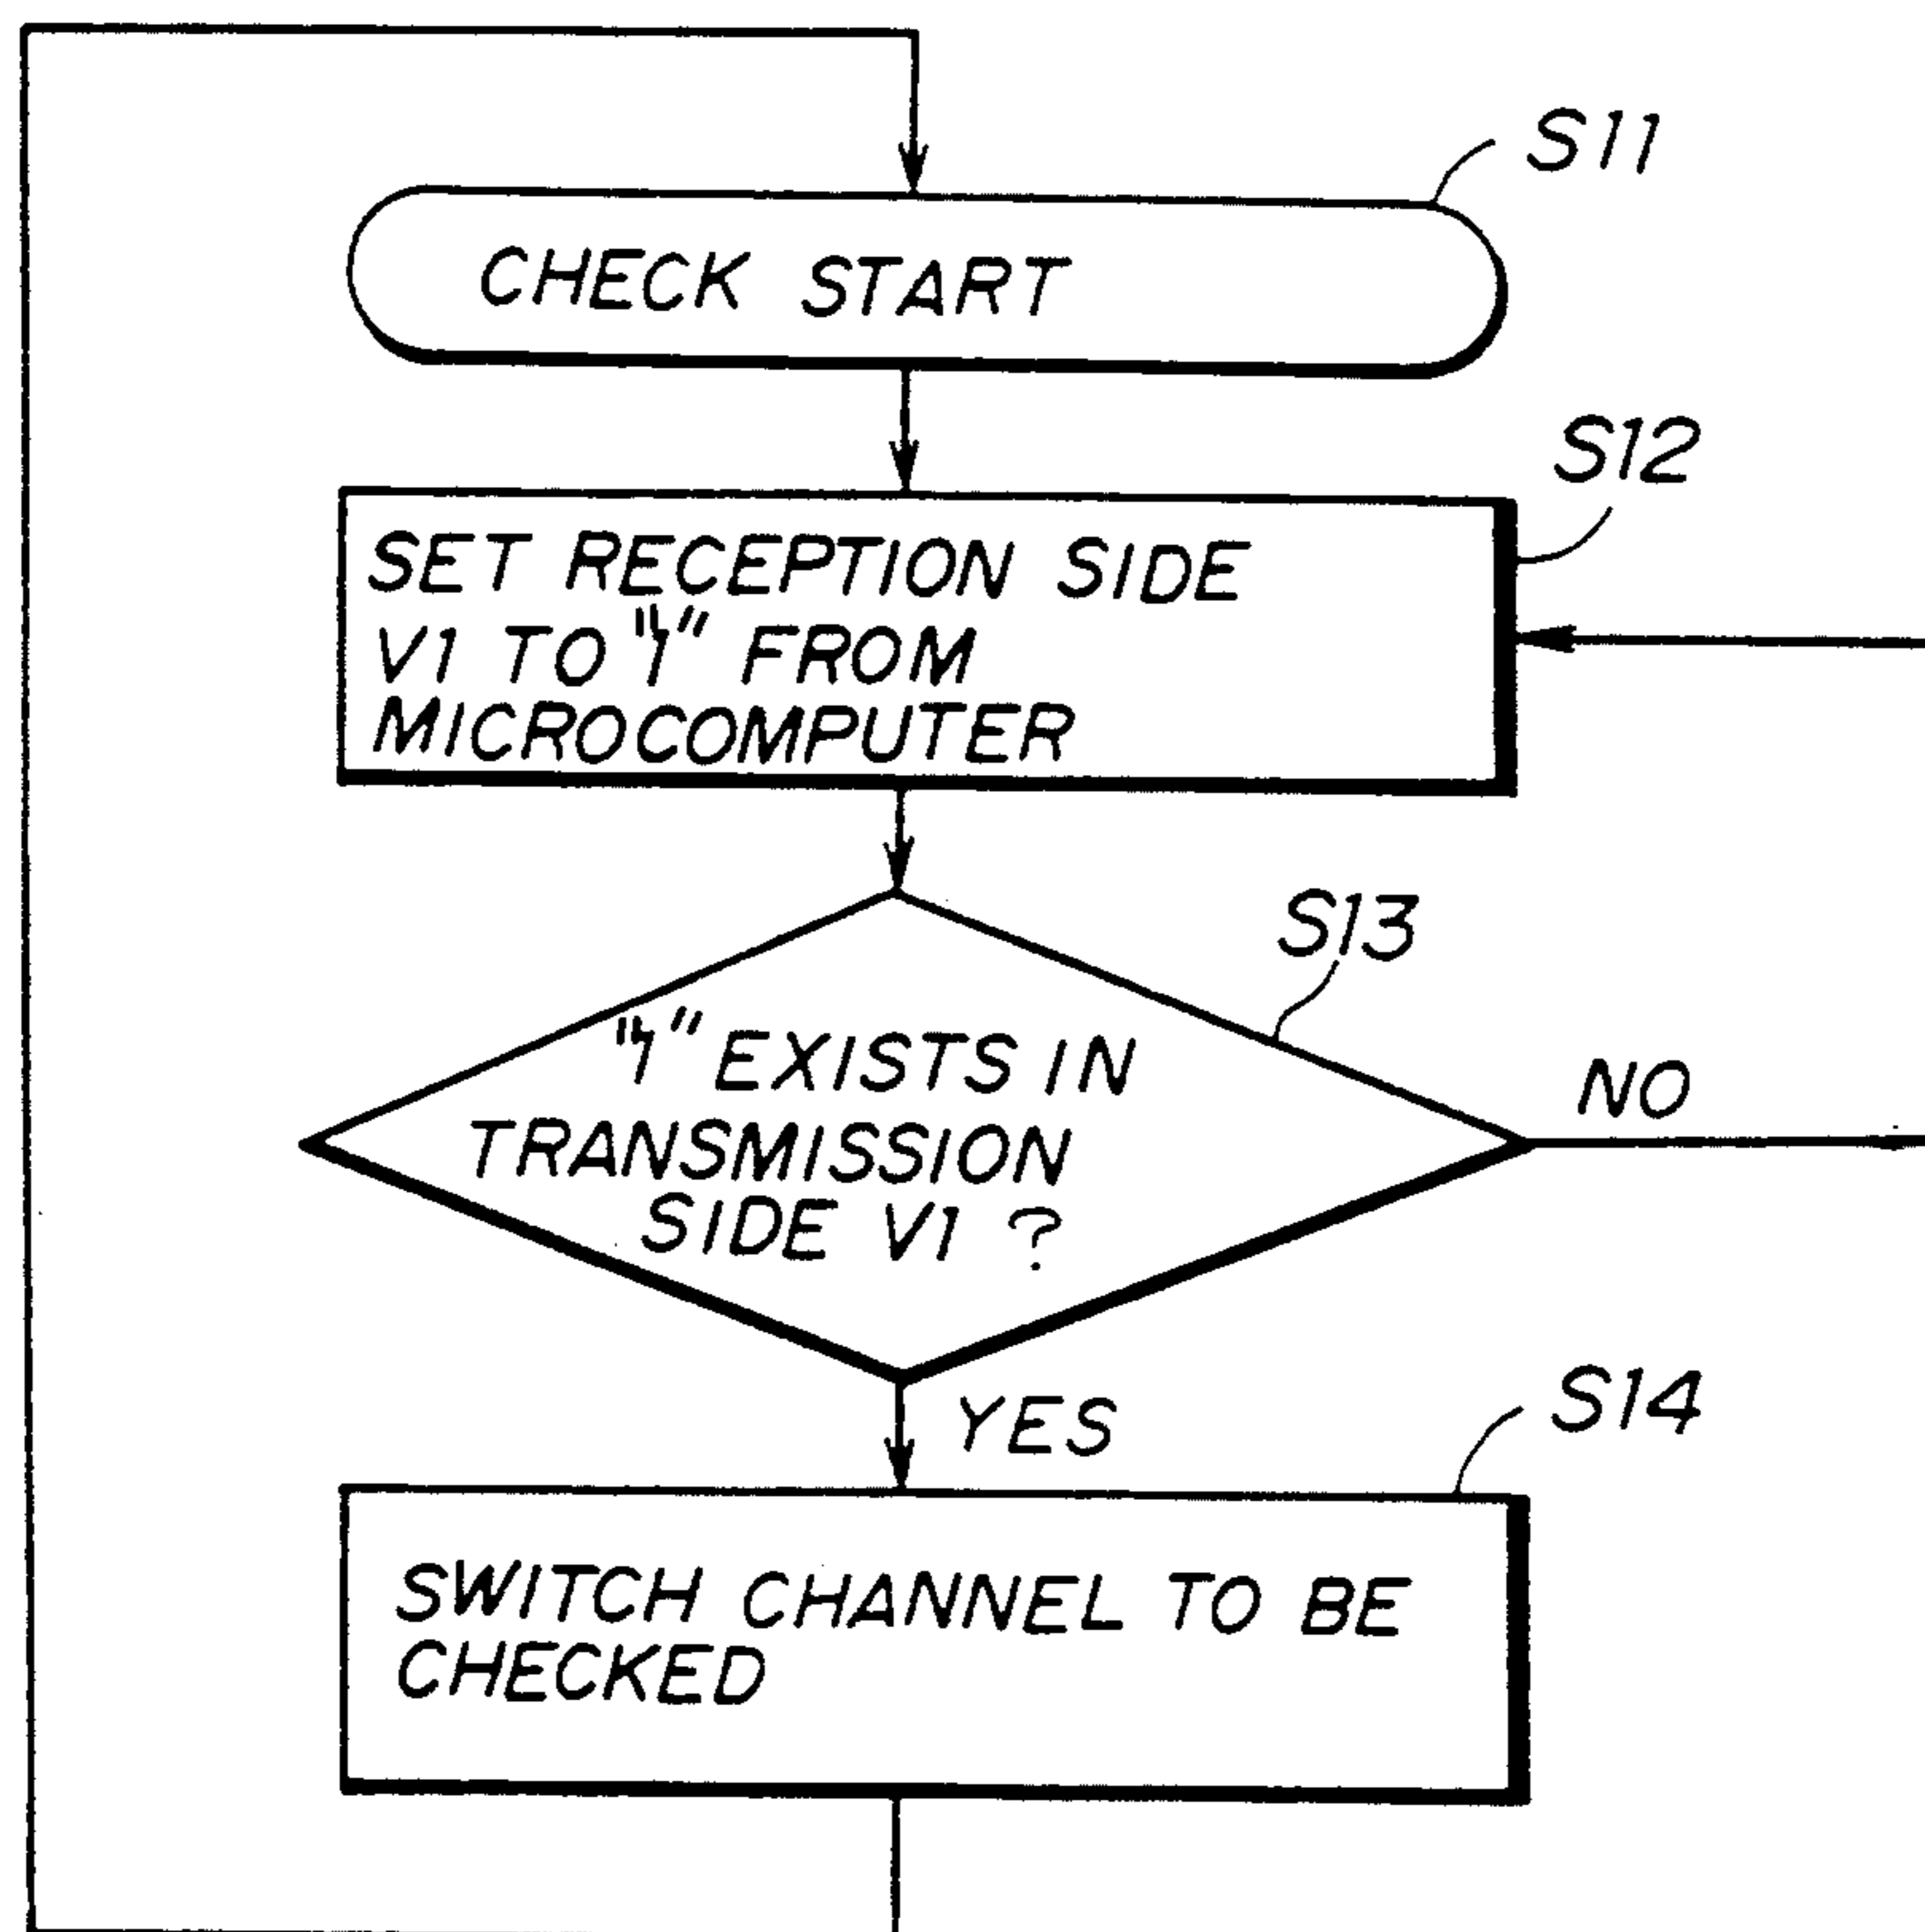 S11
CHECK START
S12
SET RECEPTION SIDE
V1 TO "1" FROM
MICROCOMPUTER
S13
"1" EXISTS IN
TRANSMISSION
SIDE V1 ?
NO
YES
S14
SWITCH CHANNEL TO BE
CHECKED